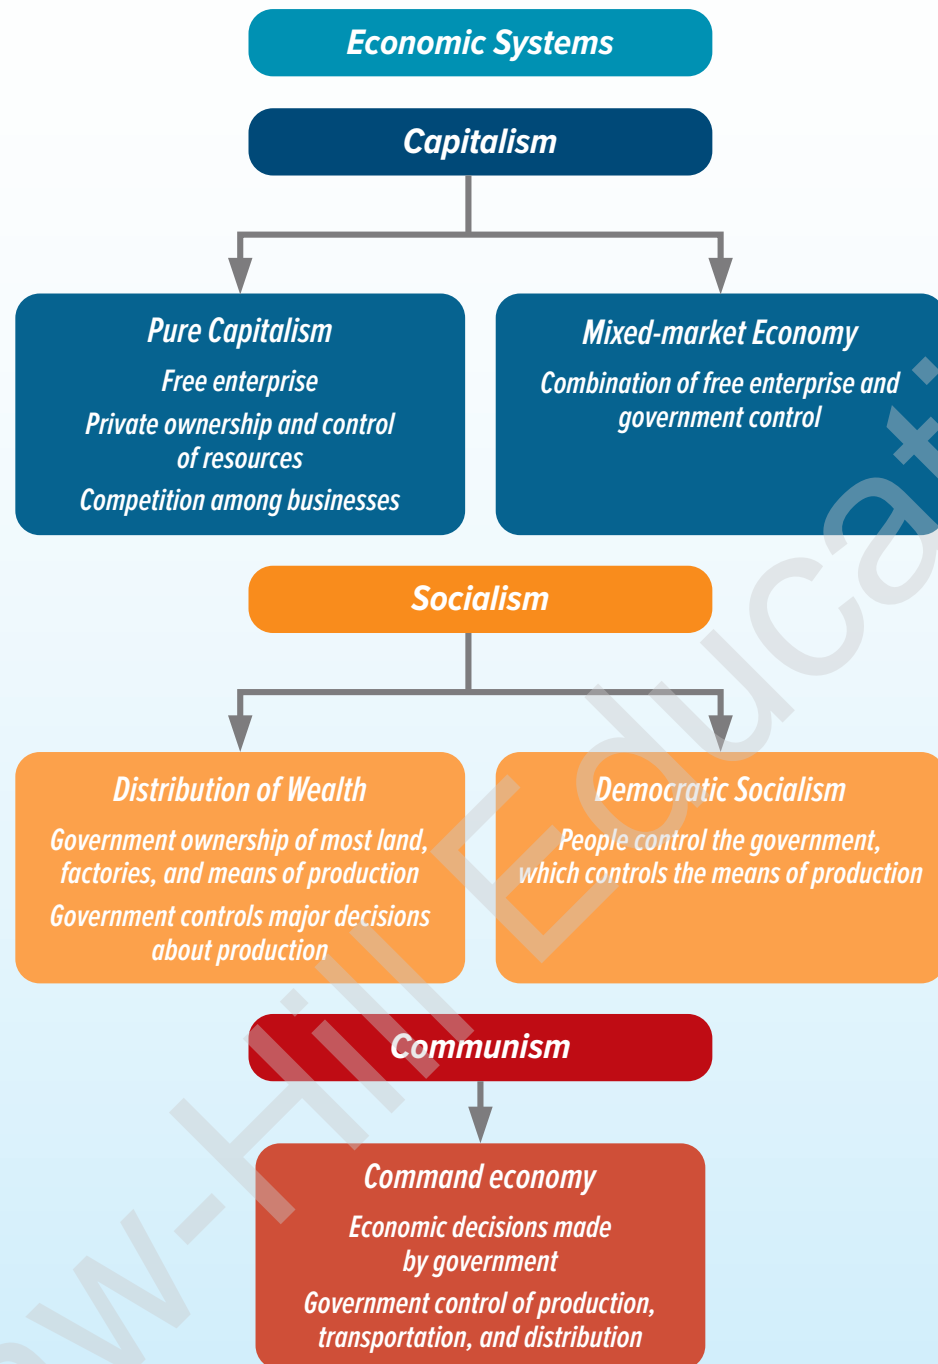 Economic Systems
Capitalism
Pure Capitalism
Free enterprise
Private ownership and control
of resources
Competition among businesses
Mixed-market Economy
Combination of free enterprise and
government control
Socialism
Distribution of Wealth
Government ownership of most land,
factories, and means of production
Government controls major decisions
about production
Democratic Socialism
People control the government,
which controls the means of production
Communism
Command economy
Economic decisions made
by government
Government control of production,
transportation, and distribution